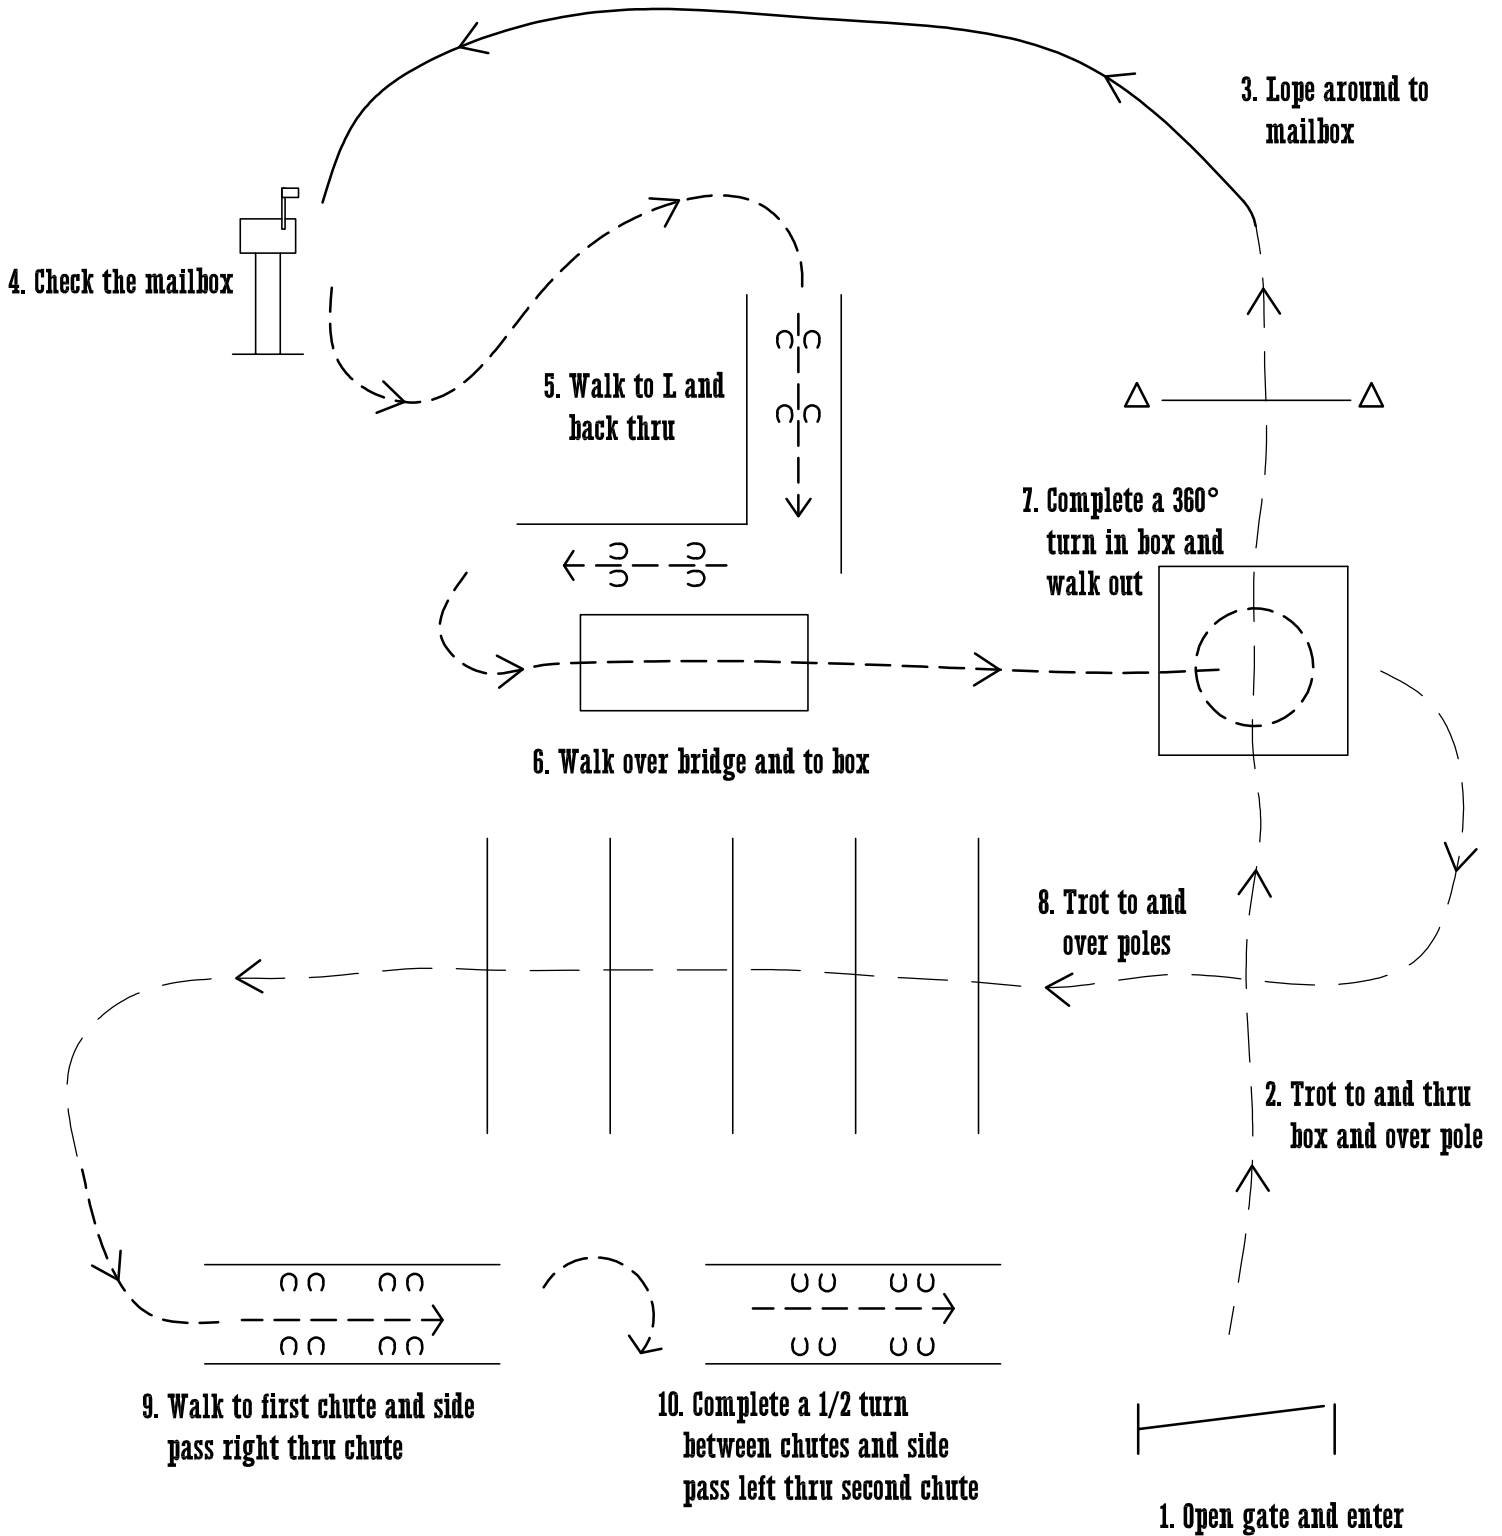 3. Lope around to
mailbox
4. Check the mailbox
5. Walk to L and
back thru
7. Complete a 360°
turn in box and
walk out
6. Walk over bridge and to box
8. Trot to and
over poles
2. Trot to and thru
box and over pole
9. Walk to first chute and side
pass right thru chute
10. Complete a 1/2 turn
between chutes and side
pass left thru second chute
1. Open gate and enter